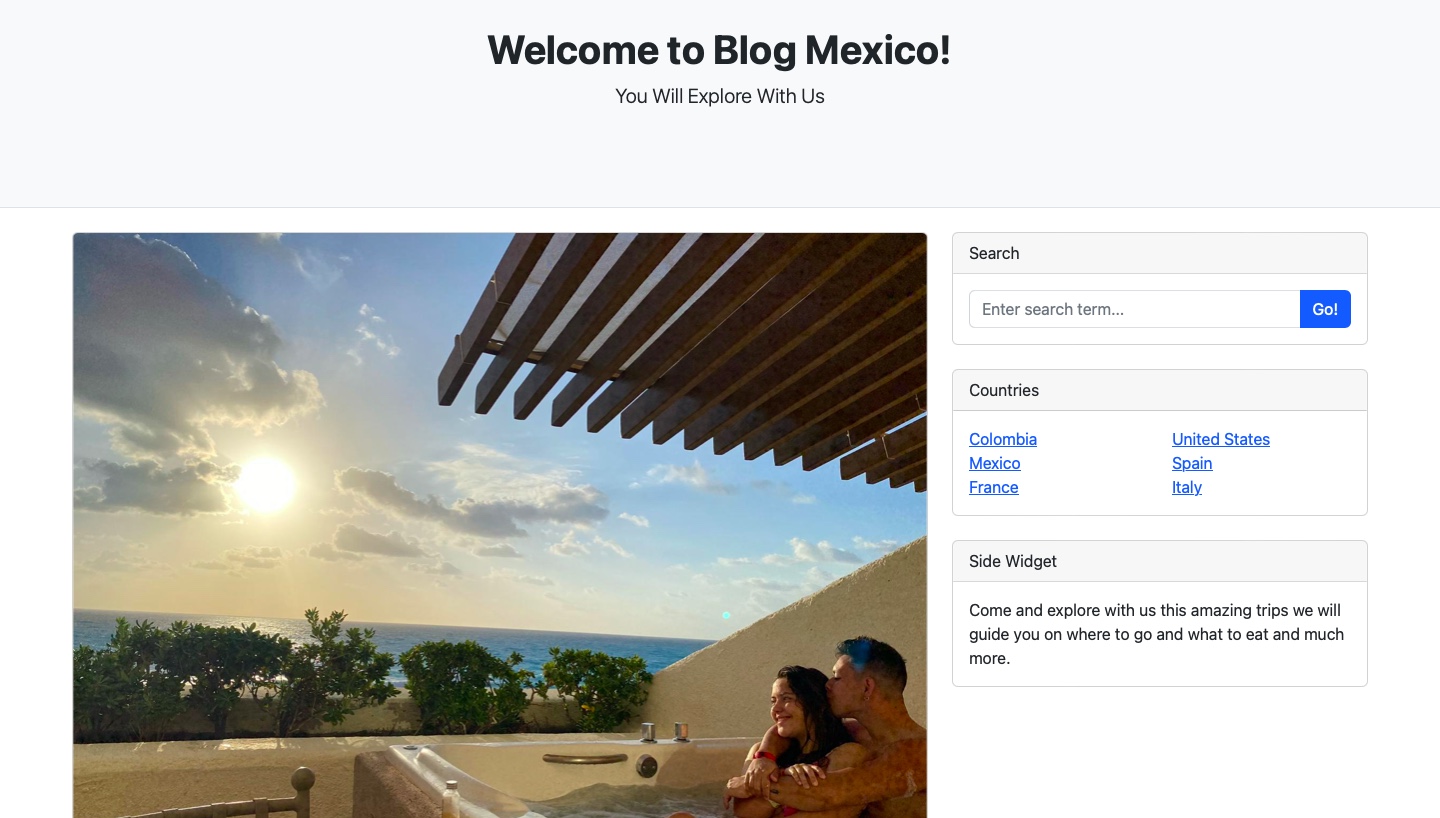 Welcome to Blog Mexico!
You Will Explore With Us
Search
Enter search term...
Go!
Countries
Colombia
Mexico
France
United States
Spain
Italy
Side Widget
Come and explore with us this amazing trips we will
guide you on where to go and what to eat and much
more.